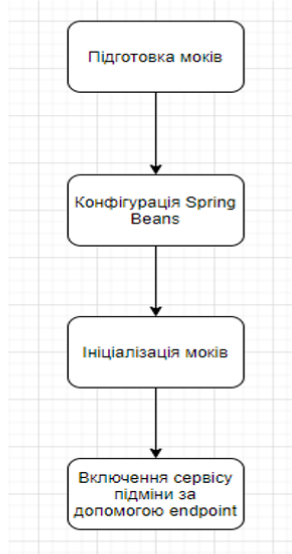 Підготовка моків
Конфігурація Spring
Beans
Ініціалізація моків
Включення сервісу
підміни за
допомогою endpoint